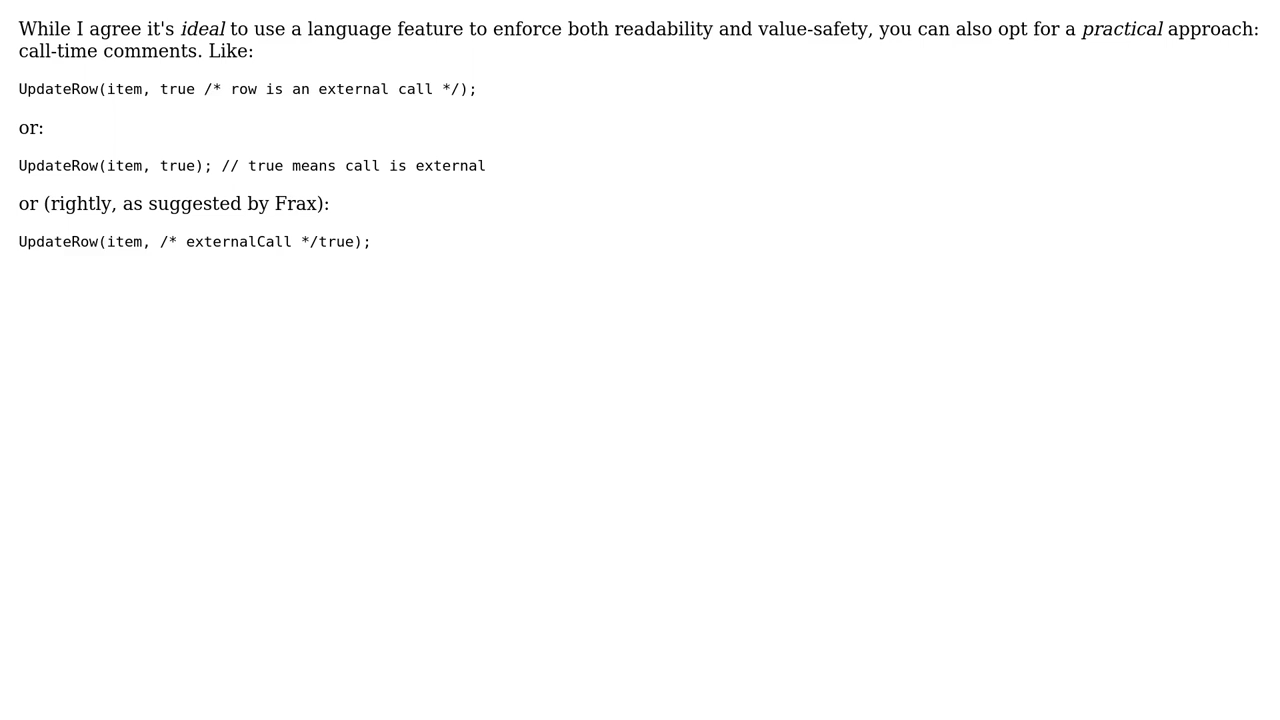 While I agree it's ideal to use a language feature to enforce both readability and value-safety, you can also opt for a practical approach:
call-time comments. Like:
UpdateRow(item, true /* row is an external call */);
or:
UpdateRow(item, true); // true means call is external
or (rightly, as suggested by Frax):
UpdateRow(item, /* externalCall */true);